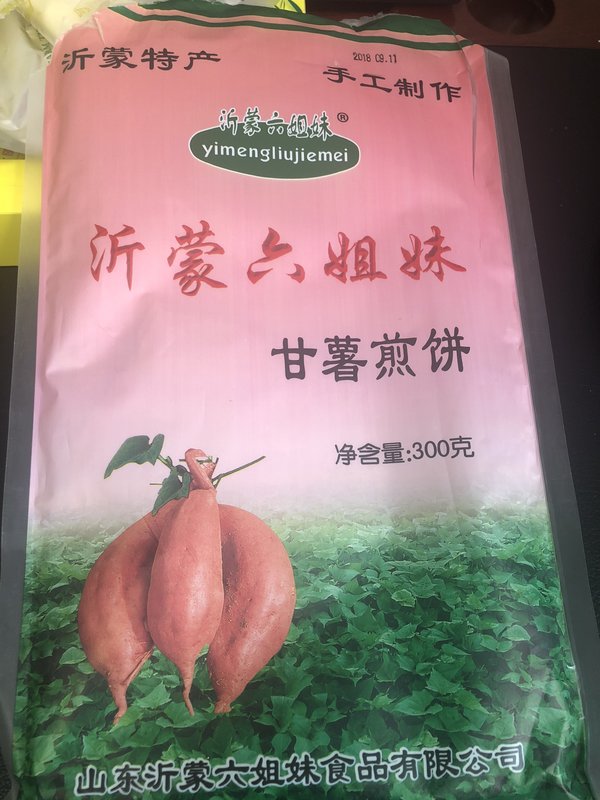 沂蒙特产
2018 09.11
手工制作
沂蒙六姐妹®
yimengliujiemei
沂蒙六姐妹
甘薯煎饼
净含量:300克
山东沂蒙六姐妹食品有限公司